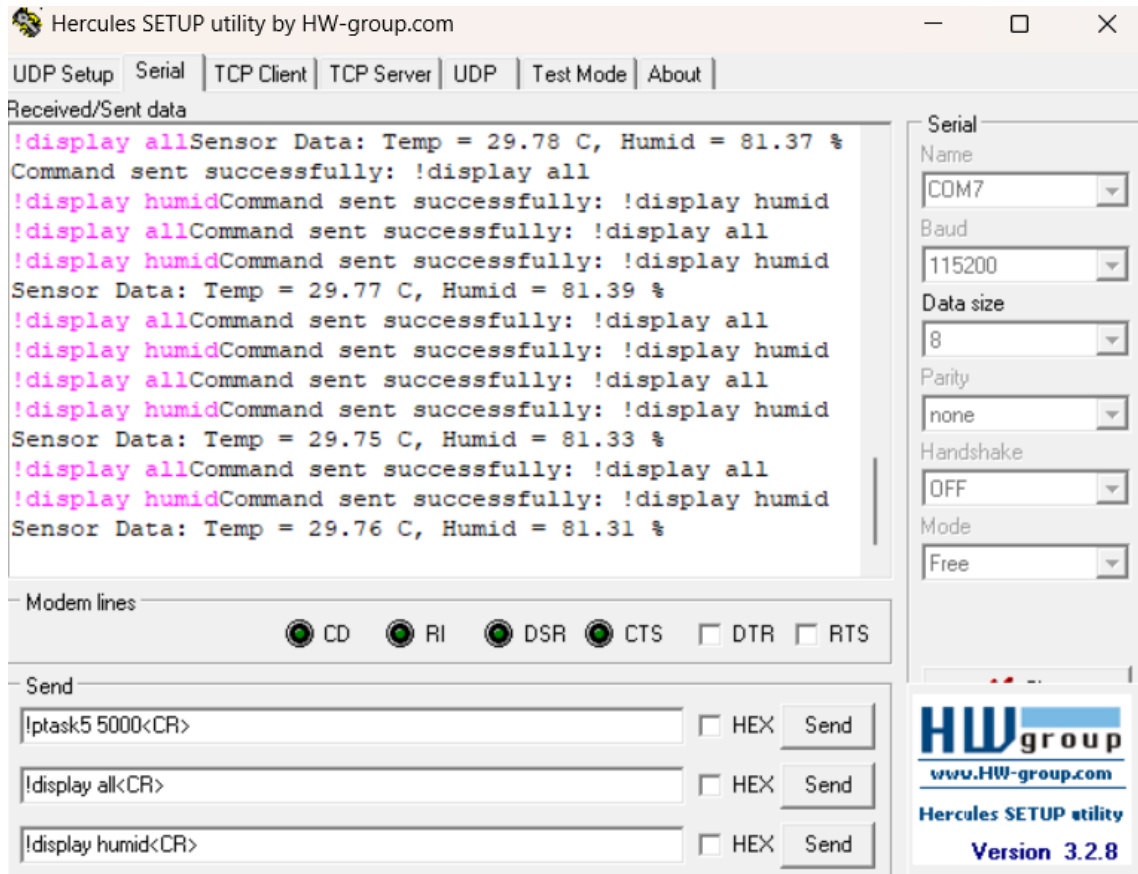 Hercules SETUP utility by HW-group.com
UDP Setup Serial TCP Client TCP Server UDP Test Mode About
Received/Sent data
!display allSensor Data: Temp = 29.78 C, Humid = 81.37 %
Command sent successfully: !display all
!display humidCommand sent successfully: !display humid
!display allCommand sent successfully: !display all
!display humidCommand sent successfully: !display humid
Sensor Data: Temp = 29.77 C, Humid = 81.39 %
!display allCommand sent successfully: !display all
!display humidCommand sent successfully: !display humid
!display allCommand sent successfully: !display all
!display humidCommand sent successfully: !display humid
Sensor Data: Temp = 29.75 C, Humid = 81.33 %
!display allCommand sent successfully: !display all
!display humidCommand sent successfully: !display humid
Sensor Data: Temp = 29.76 C, Humid = 81.31 %
Serial
Name
COM7
Baud
115200
Data size
8
Parity
none
Handshake
OFF
Mode
Free
Modem lines
CD RI DSR CTS DTR RTS
Send
!ptask5 5000<CR> HEX Send
!display all<CR> HEX Send
!display humid<CR> HEX Send
HW group
www.HW-group.com
Hercules SETUP utility
Version 3.2.8